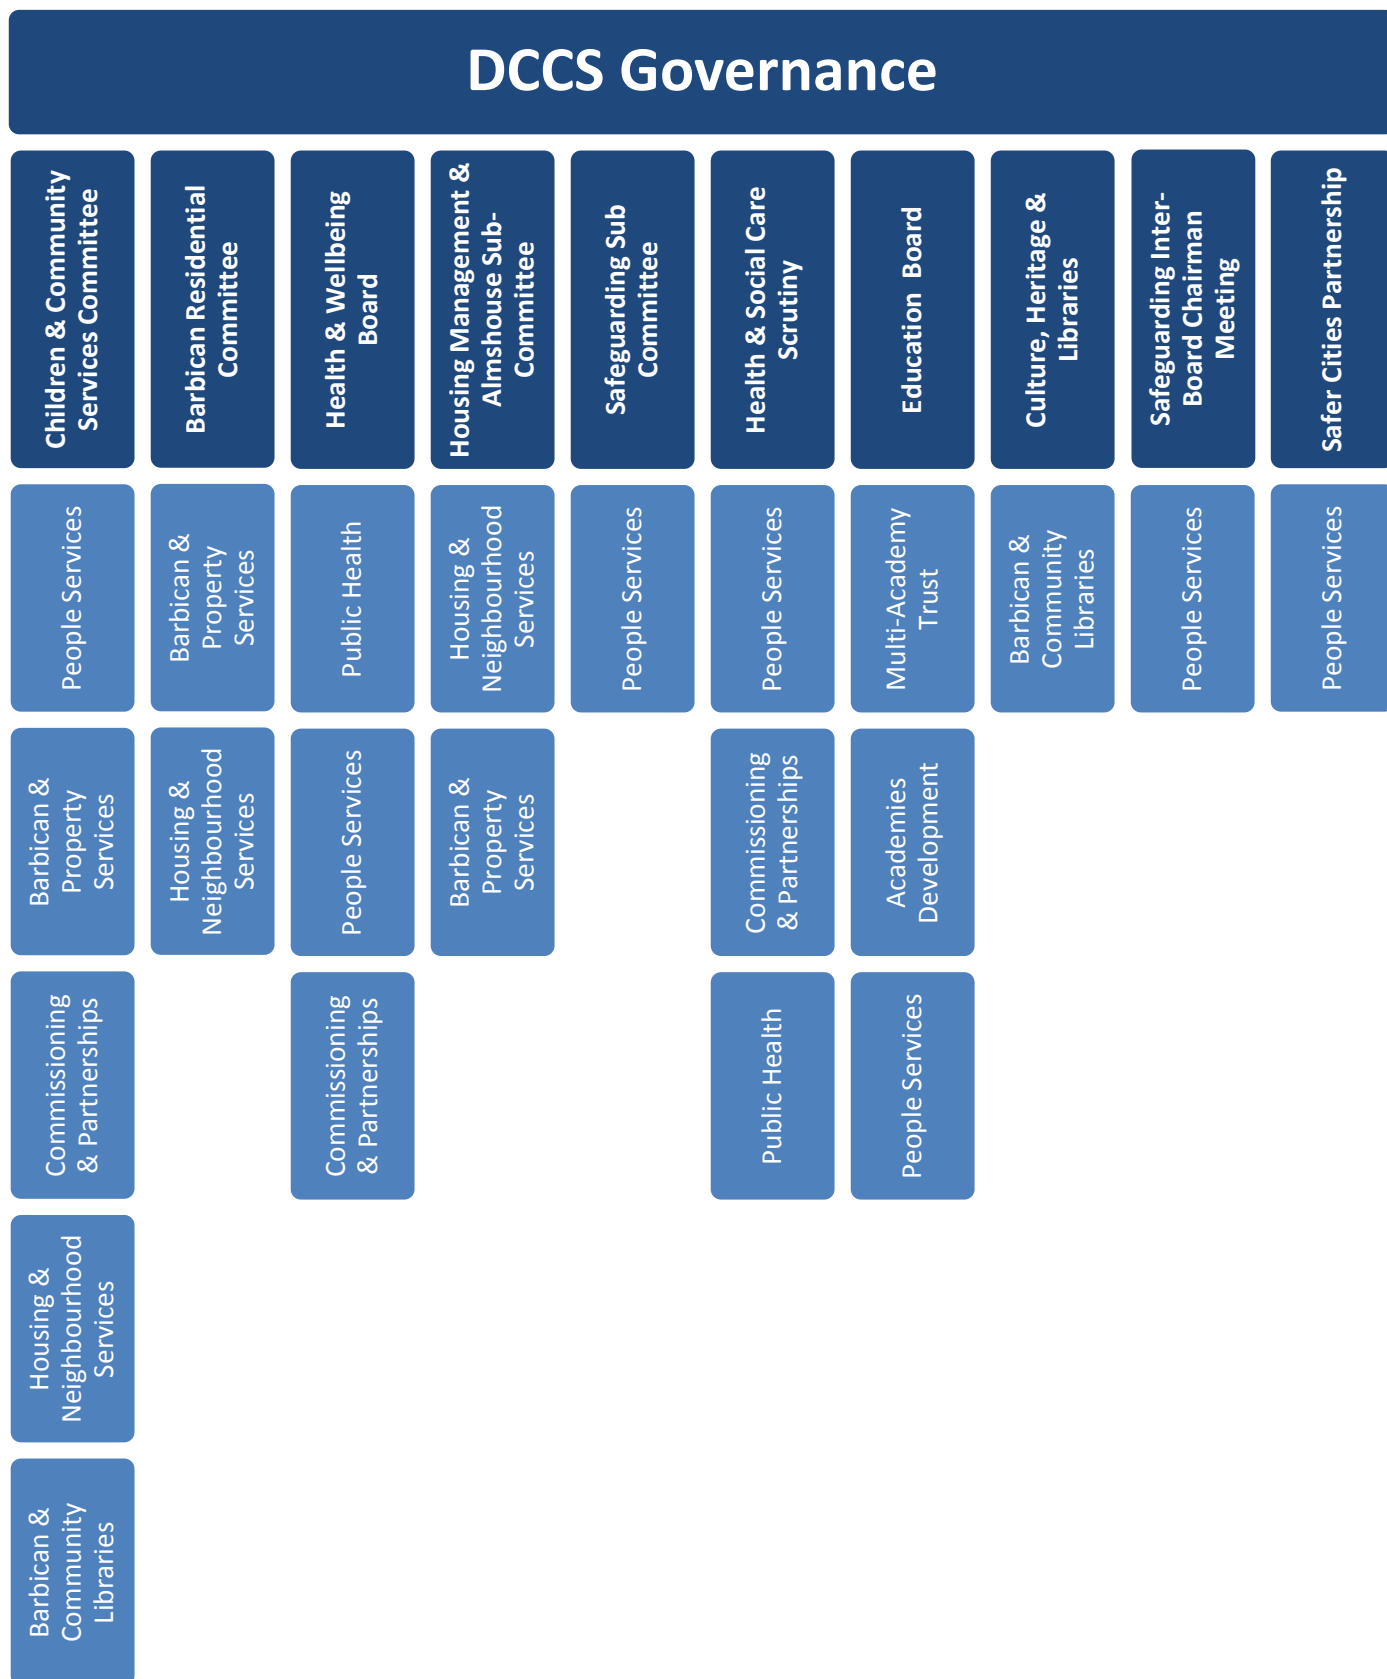 DCCS Governance
Children & Community
Services Committee
Barbican Residential
Committee
Health & Wellbeing
Board
Housing Management &
Almshouse Sub-
Committee
Safeguarding Sub
Committee
Health & Social Care
Scrutiny
Education Board
Culture, Heritage &
Libraries
Safeguarding Inter-
Board Chairman
Meeting
Safer Cities Partnership
People Services
Barbican &
Property
Services
Public Health
Housing &
Neighbourhood
Services
People Services
People Services
Multi-Academy
Trust
Barbican &
Community
Libraries
People Services
People Services
Barbican &
Property
Services
Housing &
Neighbourhood
Services
People Services
Barbican &
Property
Services
Commissioning
& Partnerships
Academies
Development
Commissioning
& Partnerships
Commissioning
& Partnerships
Public Health
People Services
Housing &
Neighbourhood
Services
Barbican &
Community
Libraries